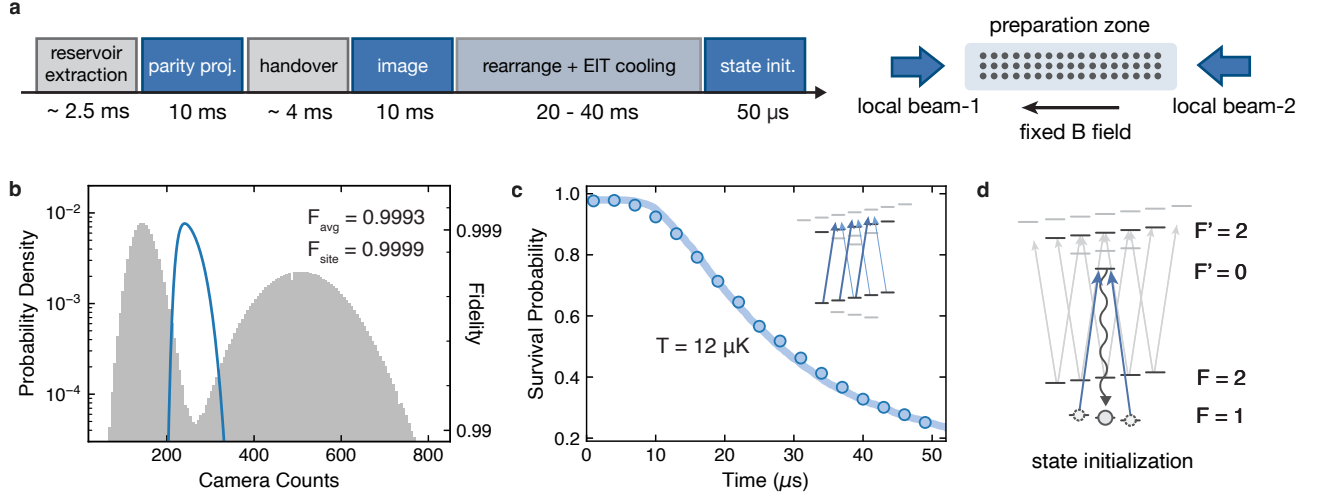 a
reservoir
extraction
parity proj.
handover
image
rearrange + EIT cooling
state init.
~ 2.5 ms
10 ms
~ 4 ms
10 ms
20 - 40 ms
50 µs
preparation zone
local beam-1
local beam-2
fixed B field
b
Probability Density
10⁻²
10⁻³
10⁻⁴
F_avg = 0.9993
F_site = 0.9999
0.999
0.99
Fidelity
200
400
600
800
Camera Counts
c
Survival Probability
1.0
0.8
0.6
0.4
0.2
T = 12 µK
0
10
20
30
40
50
Time (µs)
d
F' = 2
F' = 0
F = 2
F = 1
state initialization